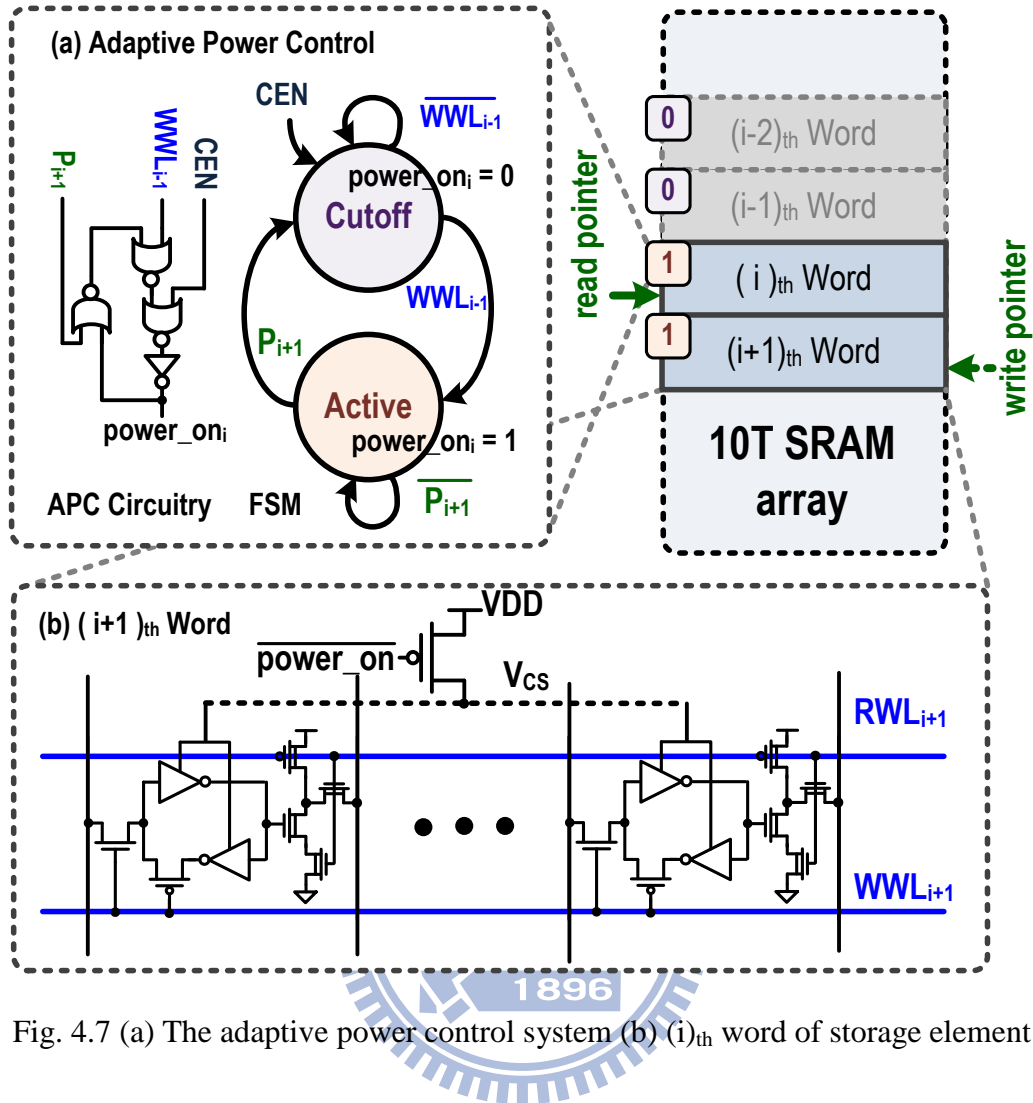 (a) Adaptive Power Control
CEN
WWLi-1
Pi+1
WWLi-1
CEN
power_oni = 0
Cutoff
WWLi-1
Pi+1
Active
power_oni = 1
Pi+1
power_oni
APC Circuitry
FSM
0
(i-2)th Word
0
(i-1)th Word
1
( i )th Word
1
(i+1)th Word
read pointer
write pointer
10T SRAM
array
(b) ( i+1 )th Word
VDD
power_on
VCS
RWLi+1
WWLi+1
1896
Fig. 4.7 (a) The adaptive power control system (b) (i)th word of storage element